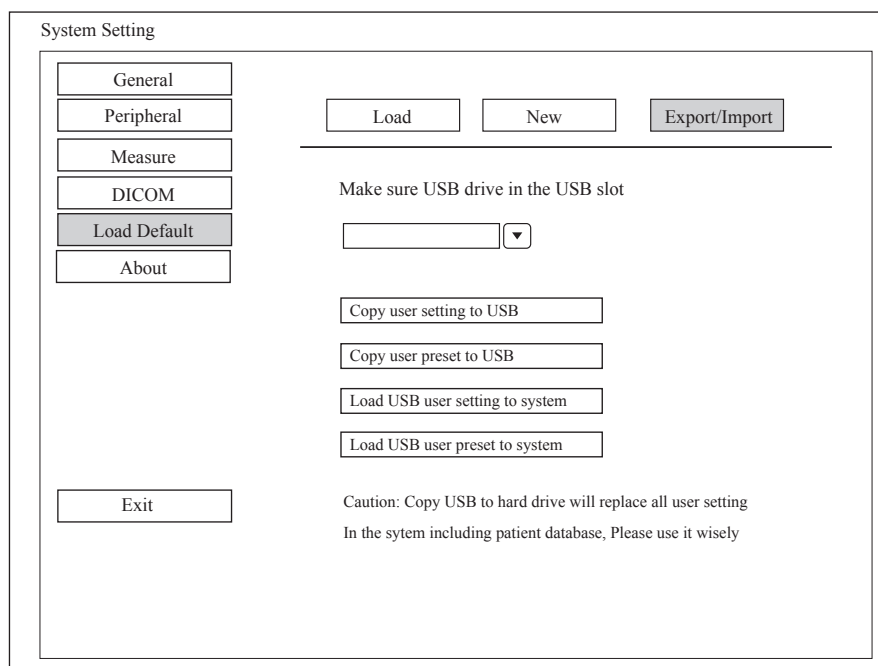 System Setting
General
Peripheral
Measure
DICOM
Load Default
About
Exit
Load
New
Export/Import
Make sure USB drive in the USB slot
Copy user setting to USB
Copy user preset to USB
Load USB user setting to system
Load USB user preset to system
Caution: Copy USB to hard drive will replace all user setting
In the sytem including patient database, Please use it wisely